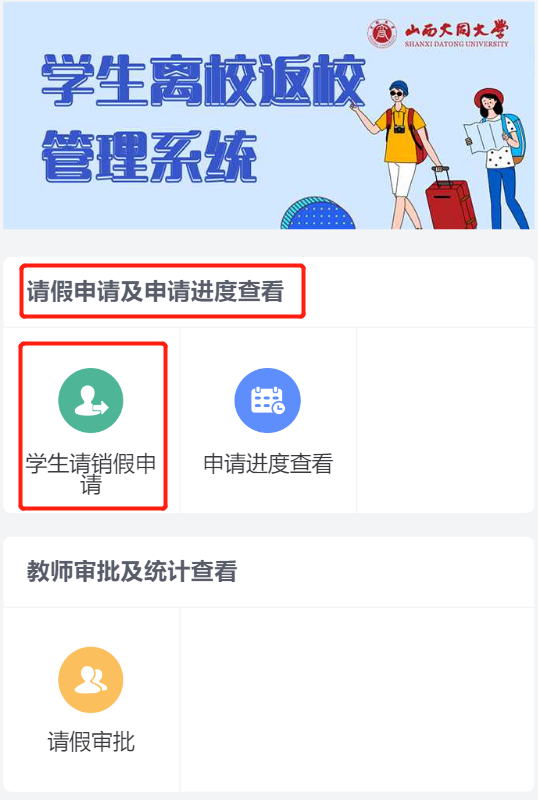 山西大同大学
SHANXI DATONG UNIVERSITY
学生离校返校
管理系统
请假申请及申请进度查看
学生请销假申
请
申请进度查看
教师审批及统计查看
请假审批